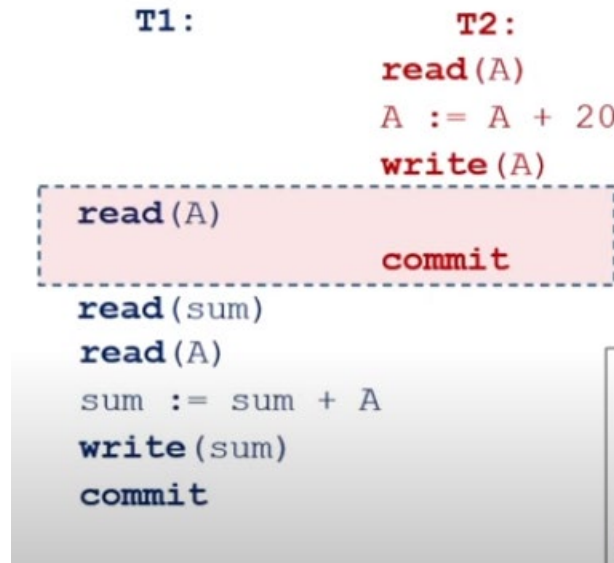 T1: T2:
read(A)
A := A + 20
write(A)
read(A)
commit
read(sum)
read(A)
sum := sum + A
write(sum)
commit